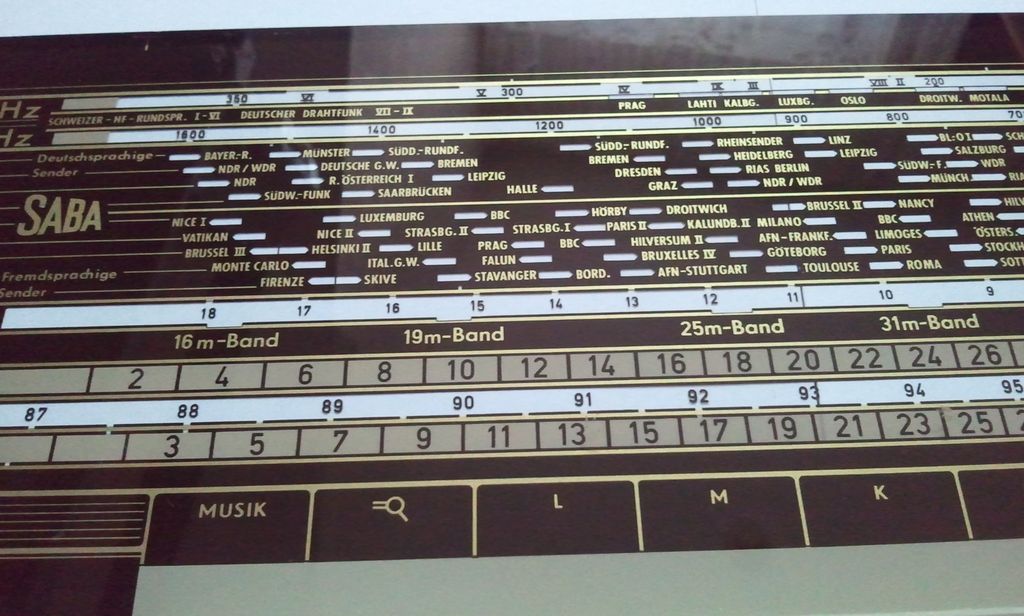 Hz 350 VI V 300 IV IX III VIII II 200
SCHWEIZER-NF-RUNDSPR. I-VI DEUTSCHER DRAHTFUNK VII-IX PRAG LAHTI KALBG. LUXBG. OSLO DROITW. MOTALA
Hz 1600 1400 1200 1000 900 800
Deutschsprachige BAYER.-R. MÜNSTER SÜDD.-RUNDF. SÜDD.-RUNDF. RHEINSENDER LINZ BL:OI
Sender NDR/WDR DEUTSCHE G.W. BREMEN BREMEN HEIDELBERG LEIPZIG SALZBURG
NDR R.ÖSTERREICH I LEIPZIG DRESDEN RIAS BERLIN SÜDW.-F. WDR
SÜDW.-FUNK SAARBRÜCKEN HALLE GRAZ NDR/WDR MÜNCH.
SABA
NICE I LUXEMBURG BBC HÖRBY DROITWICH BRUSSEL II NANCY
VATIKAN NICE II STRASBG. II STRASBG. I PARIS II KALUNDB. II MILANO BBC ATHEN
BRUSSEL III HELSINKI II LILLE PRAG BBC HILVERSUM II AFN-FRANKF. LIMOGES
MONTE CARLO ITAL.G.W. FALUN BRUXELLES IV GÖTEBORG PARIS
Fremdsprachige Sender FIRENZE SKIVE STAVANGER BORD. AFN-STUTTGART TOULOUSE ROMA
18 17 16 15 14 13 12 11 10 9
16m-Band 19m-Band 25m-Band 31m-Band
2 4 6 8 10 12 14 16 18 20 22 24 26
87 88 89 90 91 92 93 94 95
3 5 7 9 11 13 15 17 19 21 23 25
MUSIK L M K